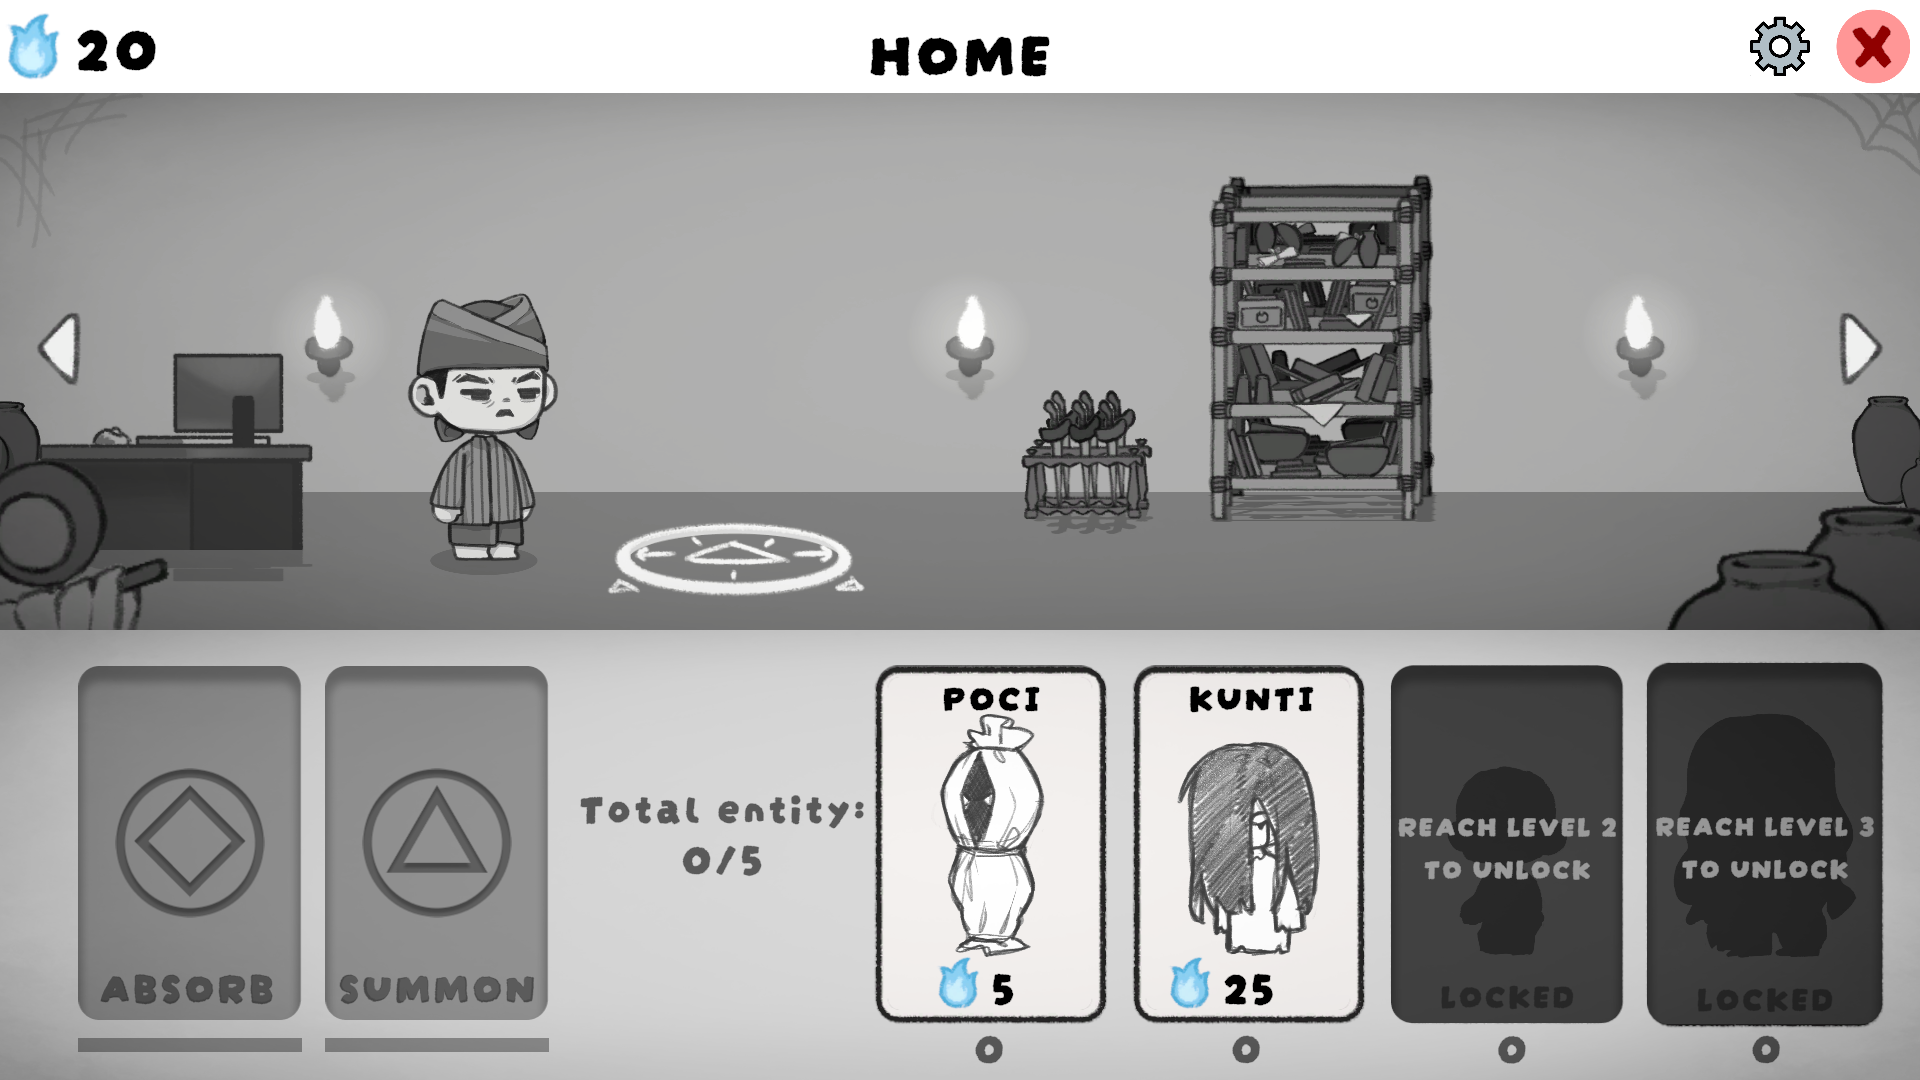 20
HOME
POCI
KUNTI
Total entity:
0/5
REACH LEVEL 2
TO UNLOCK
REACH LEVEL 3
TO UNLOCK
ABSORB
SUMMON
5
25
LOCKED
LOCKED
0
0
0
0